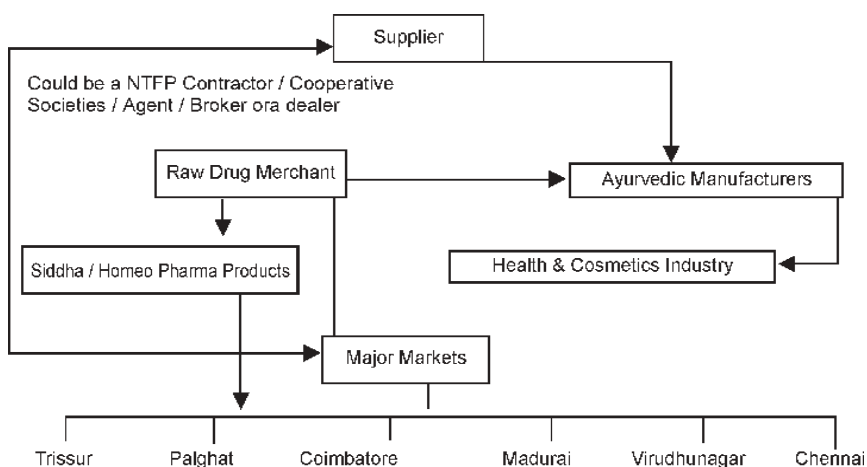 Supplier
Could be a NTFP Contractor / Cooperative
Societies / Agent / Broker ora dealer
Raw Drug Merchant
Ayurvedic Manufacturers
Siddha / Homeo Pharma Products
Health & Cosmetics Industry
Major Markets
Trissur Palghat Coimbatore Madurai Virudhunagar Chennai